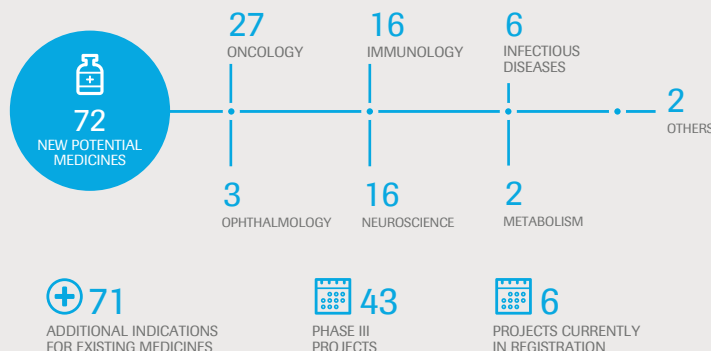 72
NEW POTENTIAL
MEDICINES
27
ONCOLOGY
16
IMMUNOLOGY
6
INFECTIOUS
DISEASES
2
OTHERS
3
OPHTHALMOLOGY
16
NEUROSCIENCE
2
METABOLISM
71
ADDITIONAL INDICATIONS
FOR EXISTING MEDICINES
43
PHASE III
PROJECTS
6
PROJECTS CURRENTLY
IN REGISTRATION